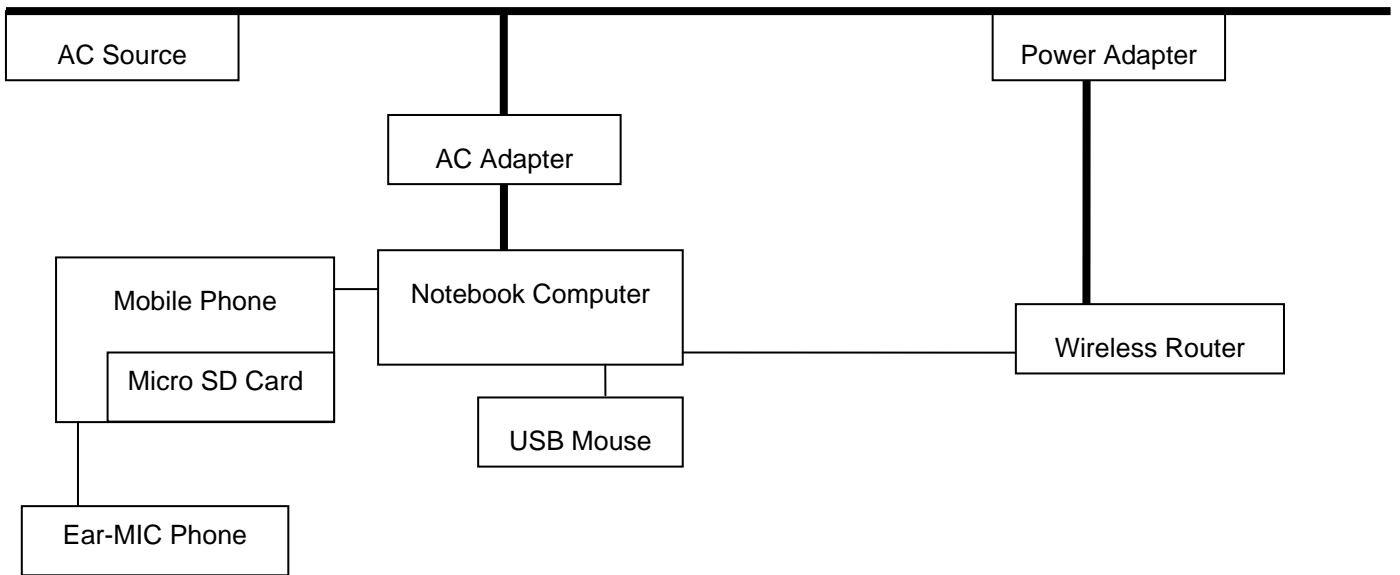 AC Source
Power Adapter
AC Adapter
Mobile Phone
Notebook Computer
Wireless Router
Micro SD Card
USB Mouse
Ear-MIC Phone